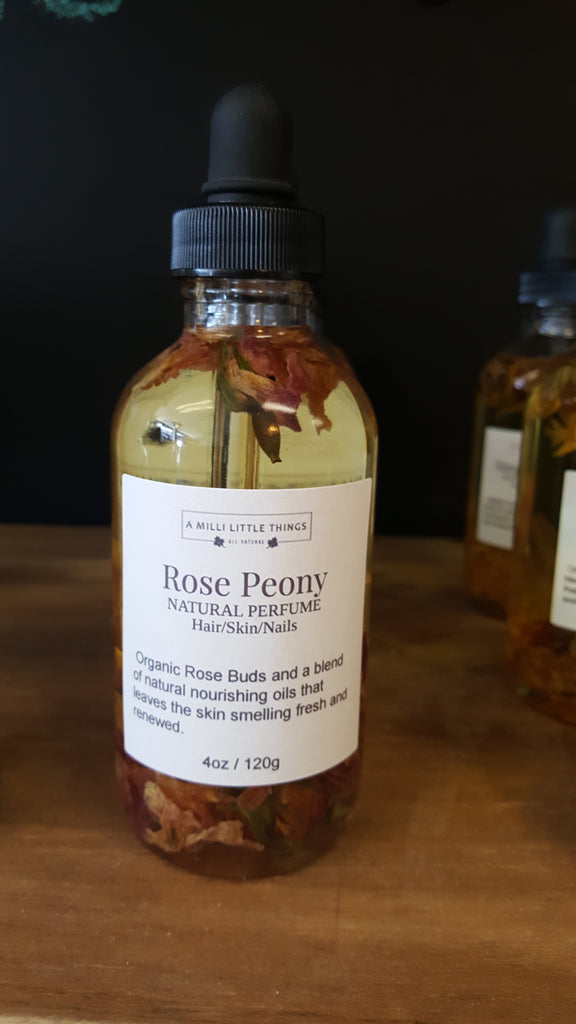 A MILLI LITTLE THINGS
ALL NATURAL
Rose Peony
NATURAL PERFUME
Hair/Skin/Nails
Organic Rose Buds and a blend
of natural nourishing oils that
leaves the skin smelling fresh and
renewed.
4oz / 120g